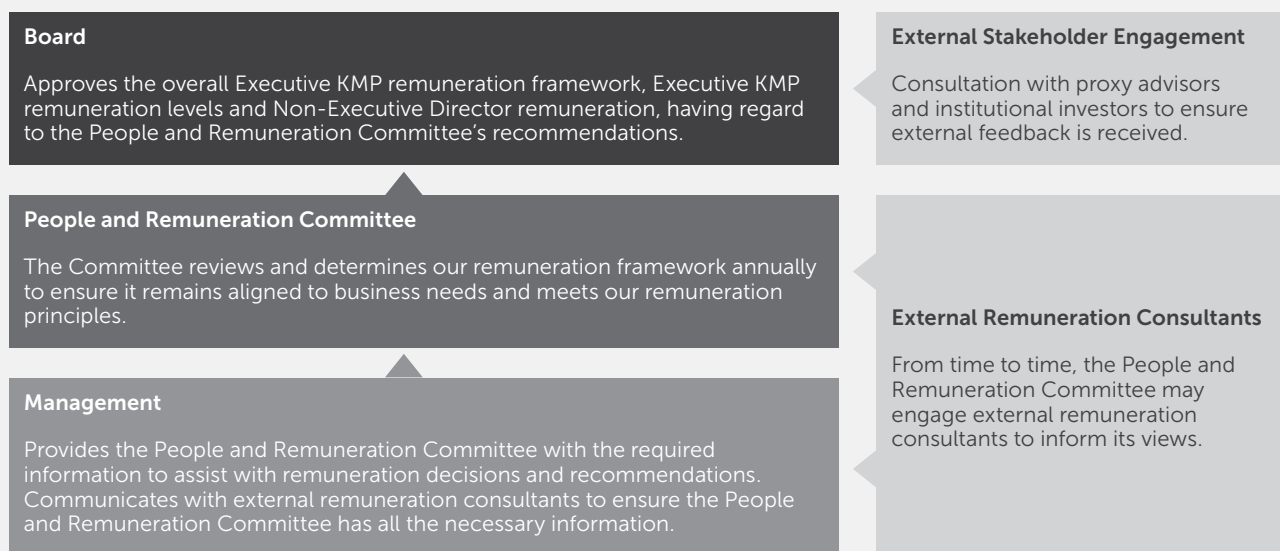 Board
Approves the overall Executive KMP remuneration framework, Executive KMP
remuneration levels and Non-Executive Director remuneration, having regard
to the People and Remuneration Committee’s recommendations.
External Stakeholder Engagement
Consultation with proxy advisors
and institutional investors to ensure
external feedback is received.
People and Remuneration Committee
The Committee reviews and determines our remuneration framework annually
to ensure it remains aligned to business needs and meets our remuneration
principles.
Management
Provides the People and Remuneration Committee with the required
information to assist with remuneration decisions and recommendations.
Communicates with external remuneration consultants to ensure the People
and Remuneration Committee has all the necessary information.
External Remuneration Consultants
From time to time, the People and
Remuneration Committee may
engage external remuneration
consultants to inform its views.